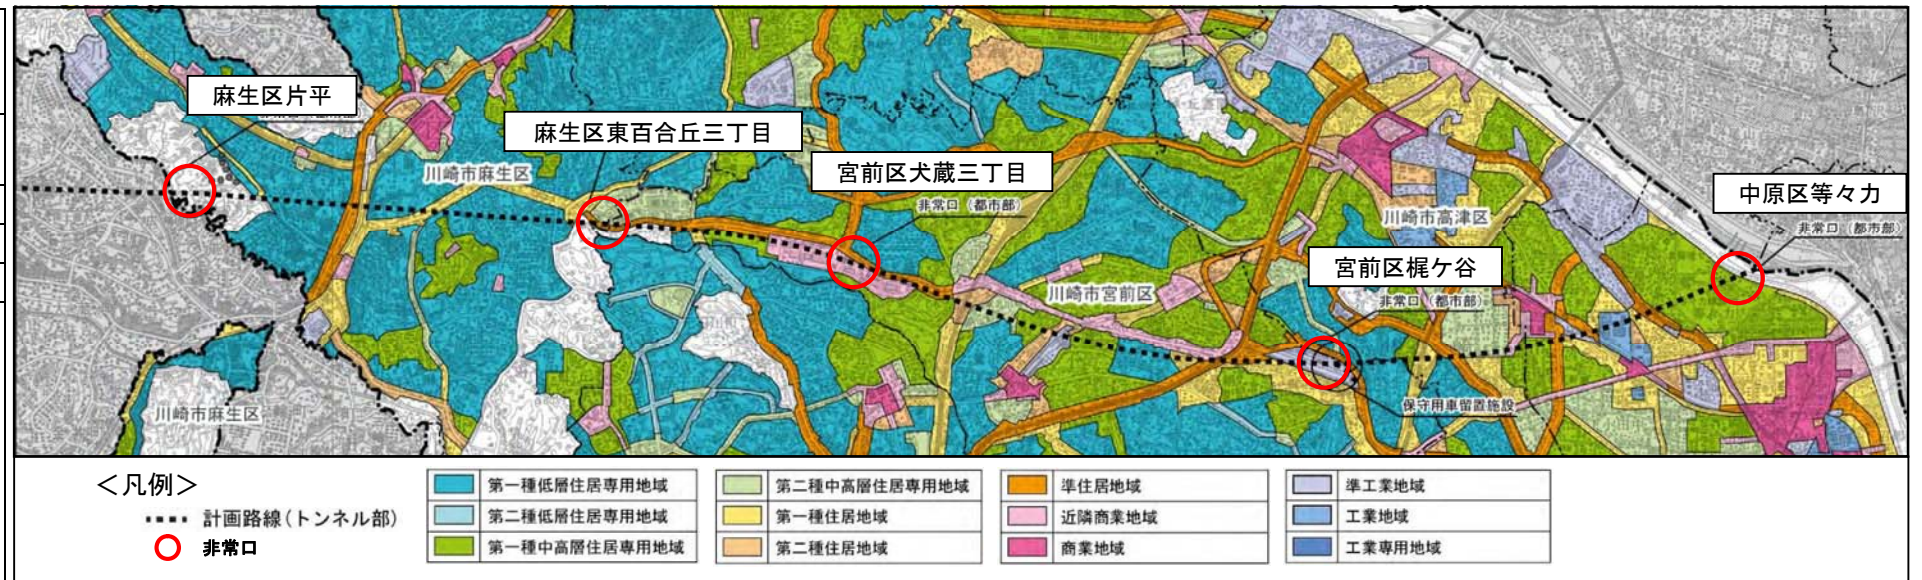 麻生区片平
麻生区東百合丘三丁目
川崎市麻生区
宮前区犬蔵三丁目
非常口（都市部）
中原区等々力
川崎市高津区
非常口（都市部）
宮前区梶ケ谷
川崎市宮前区
非常口（都市部）
保守用車留置施設
川崎市麻生区
＜凡例＞
計画路線（トンネル部）
非常口
第一種低層住居専用地域
第二種低層住居専用地域
第一種中高層住居専用地域
第二種中高層住居専用地域
第一種住居地域
第二種住居地域
準住居地域
近隣商業地域
商業地域
準工業地域
工業地域
工業専用地域